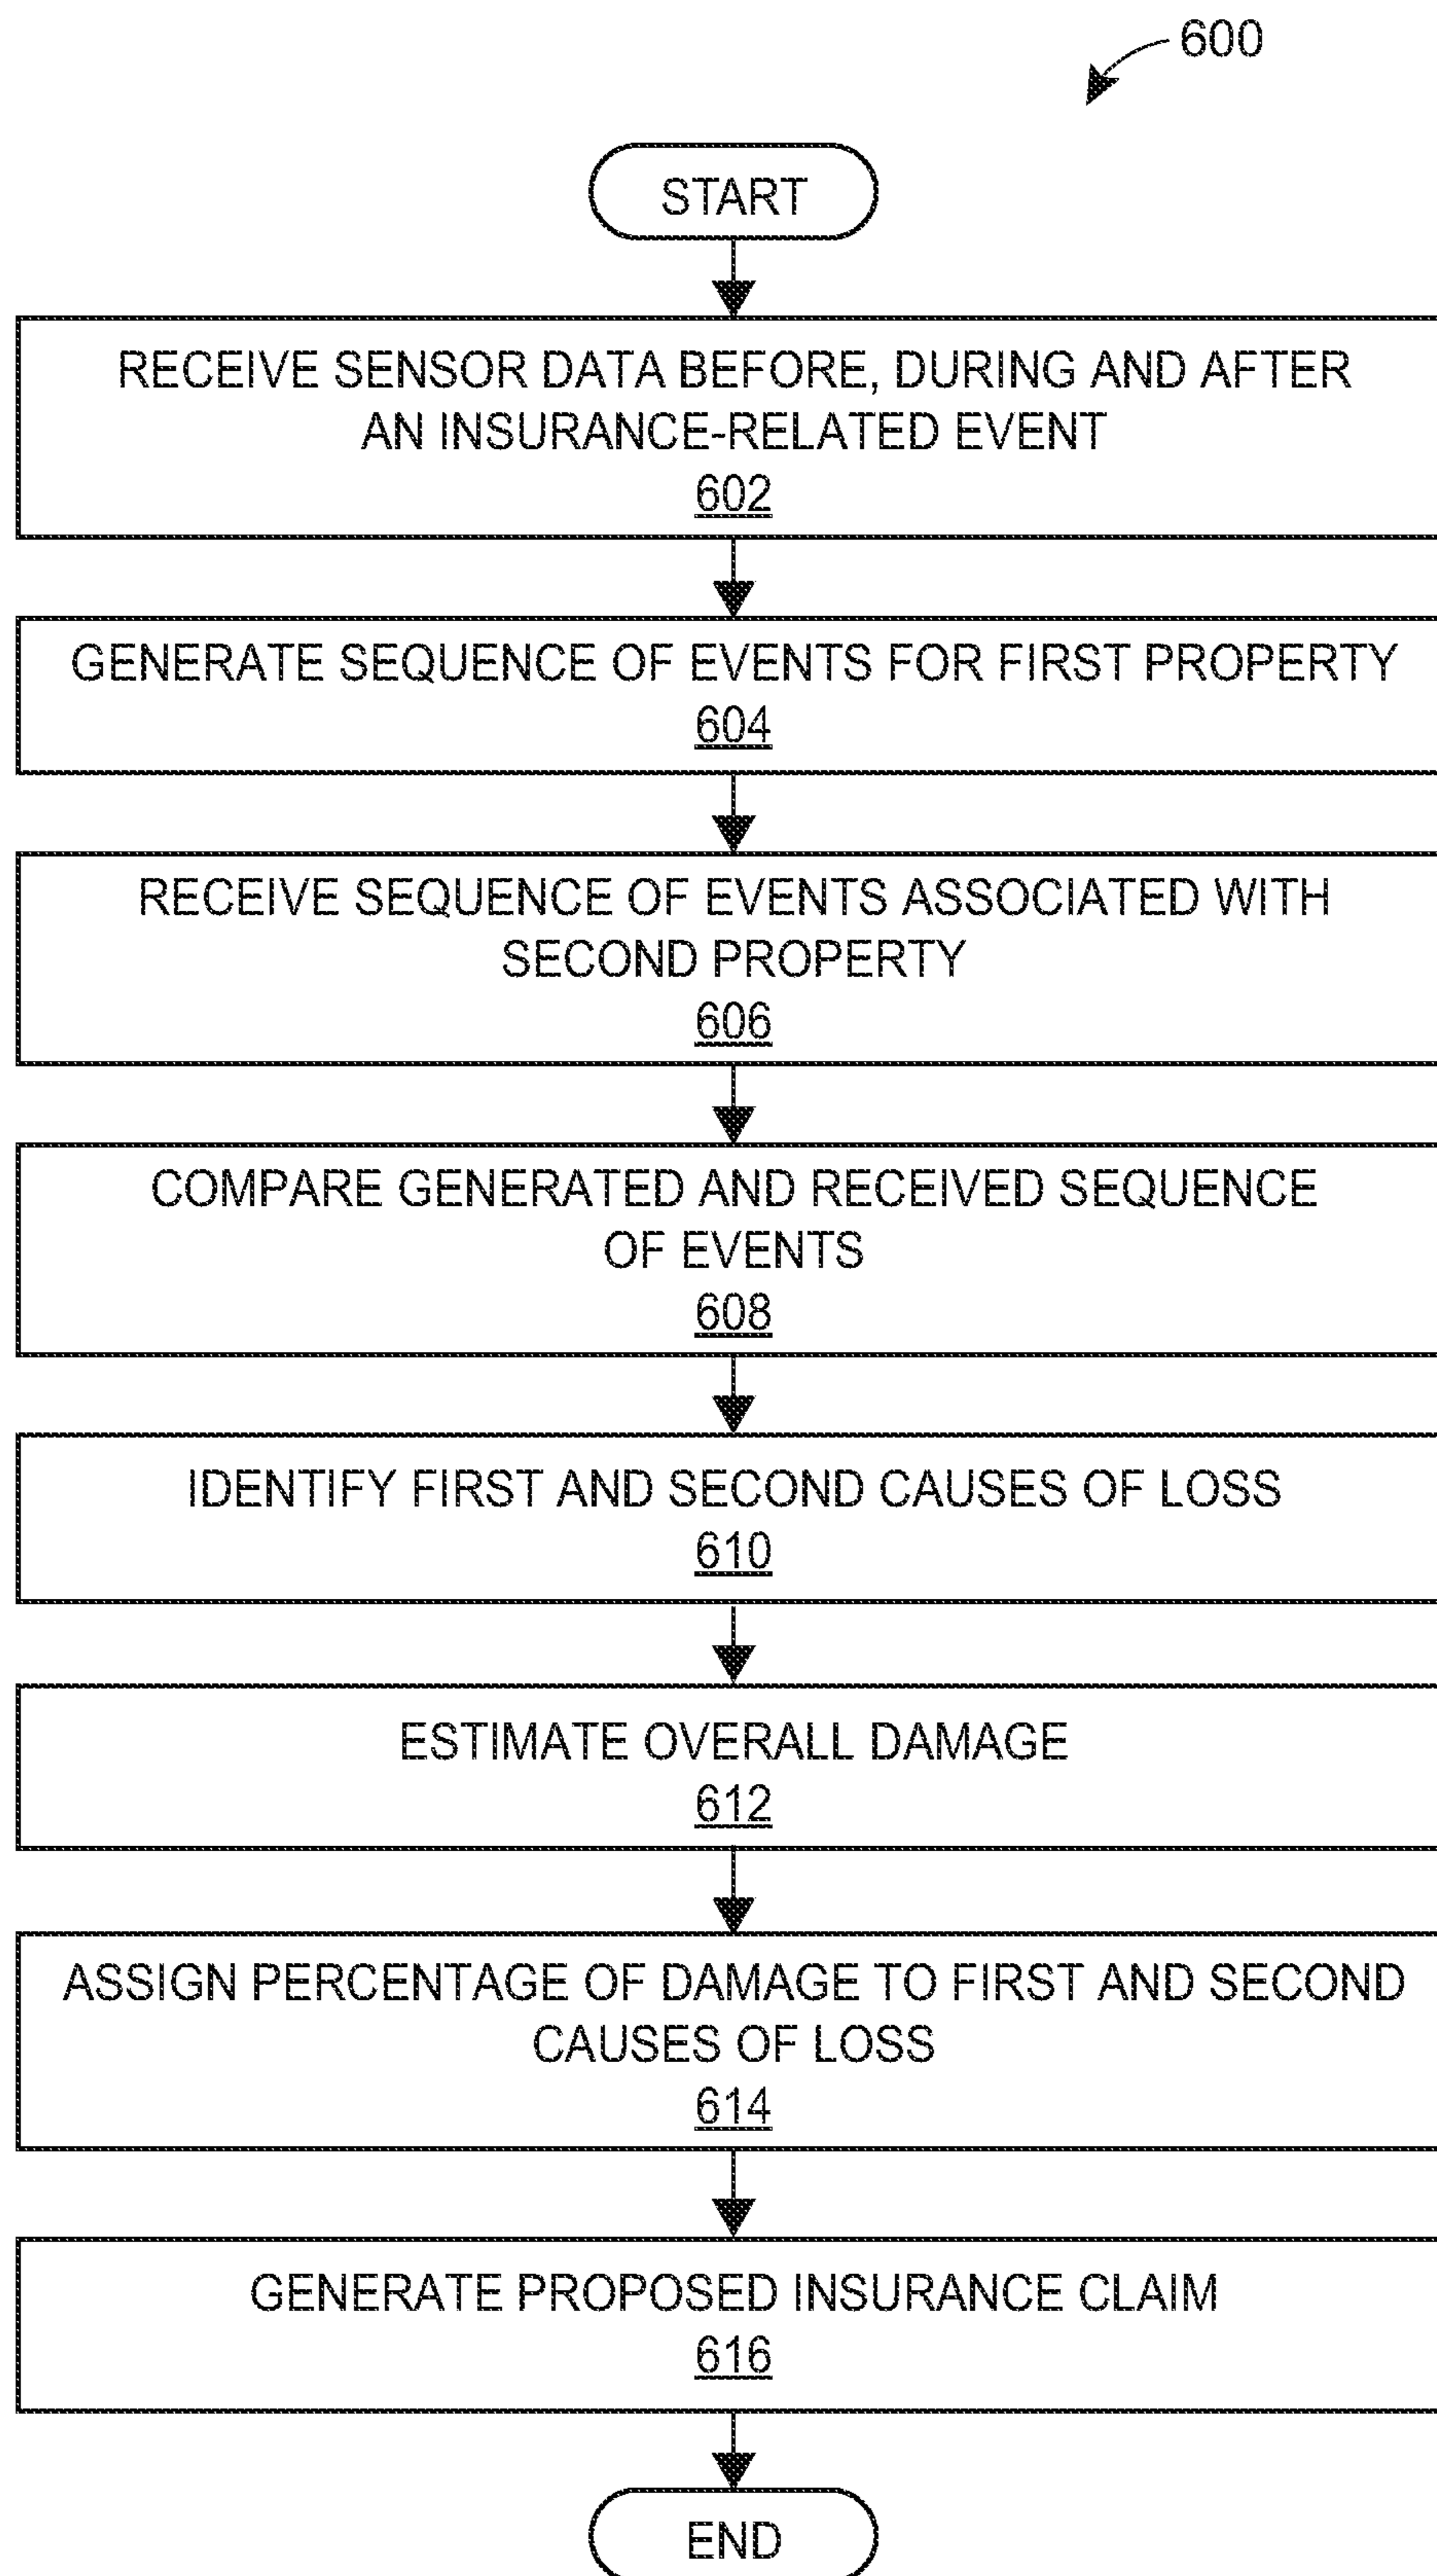 600
START
RECEIVE SENSOR DATA BEFORE, DURING AND AFTER
AN INSURANCE-RELATED EVENT
602
GENERATE SEQUENCE OF EVENTS FOR FIRST PROPERTY
604
RECEIVE SEQUENCE OF EVENTS ASSOCIATED WITH
SECOND PROPERTY
606
COMPARE GENERATED AND RECEIVED SEQUENCE
OF EVENTS
608
IDENTIFY FIRST AND SECOND CAUSES OF LOSS
610
ESTIMATE OVERALL DAMAGE
612
ASSIGN PERCENTAGE OF DAMAGE TO FIRST AND SECOND
CAUSES OF LOSS
614
GENERATE PROPOSED INSURANCE CLAIM
616
END